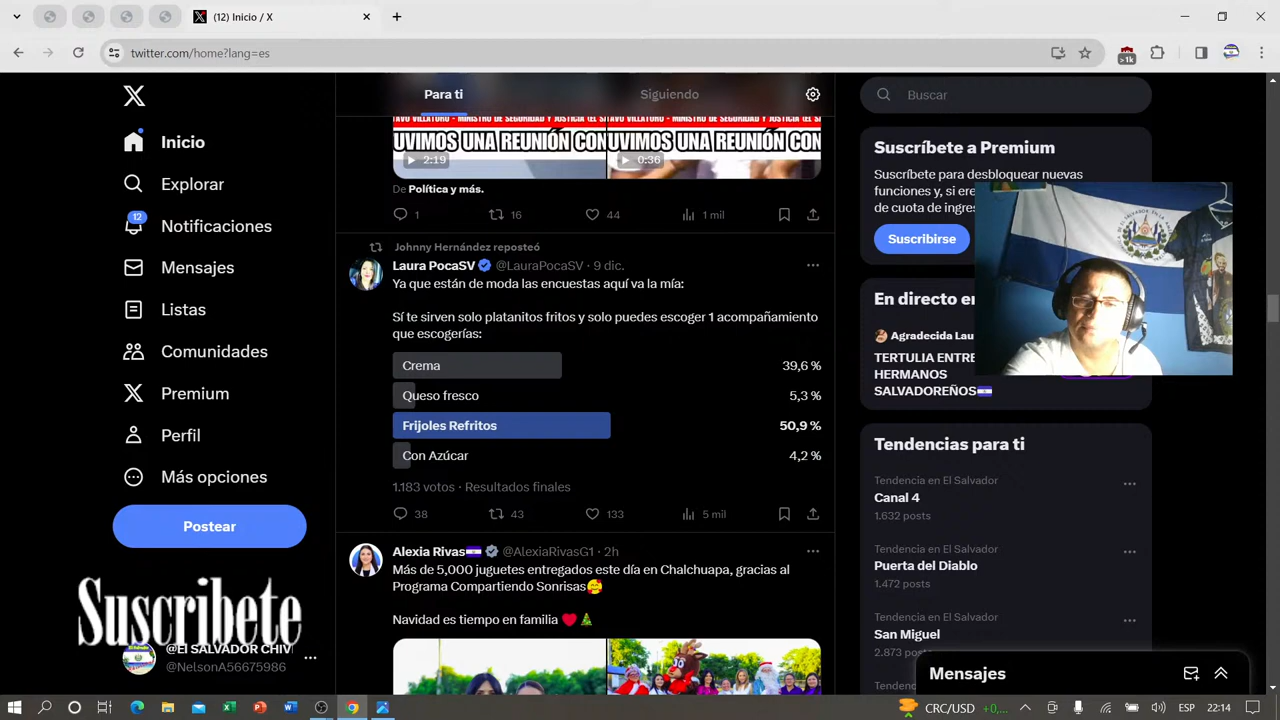 (12) Inicio / X
twitter.com/home?lang=es
>1k
Para ti
Siguiendo
Buscar
Inicio
Explorar
12
Notificaciones
Mensajes
Listas
Comunidades
Premium
Perfil
Más opciones
Postear
Suscribete
@El SALVADOR CHIV
@NelsonA56675986
UVIMOS UNA REUNIÓN CON
2:19
UVIMOS UNA REUNIÓN CON
0:36
De Política y más.
1 16 44 1 mil
Johnny Hernández reposteó
Laura PocaSV @LauraPocaSV · 9 dic.
Ya que están de moda las encuestas aquí va la mía:
Sí te sirven solo platanitos fritos y solo puedes escoger 1 acompañamiento
que escogerías:
Crema 39,6 %
Queso fresco 5,3 %
Frijoles Refritos 50,9 %
Con Azúcar 4,2 %
1.183 votos · Resultados finales
38 43 133 5 mil
Alexia Rivas @AlexiaRivasG1 · 2h
Más de 5,000 juguetes entregados este día en Chalchuapa, gracias al
Programa Compartiendo Sonrisas🥰
Navidad es tiempo en familia ❤️🎄
Suscríbete a Premium
Suscríbete para desbloquear nuevas
funciones y, si ere
de cuota de ingres
Suscribirse
En directo en
Agradecida Lau
TERTULIA ENTRE
HERMANOS
SALVADOREÑOS🇸🇻
Tendencias para ti
Tendencia en El Salvador
Canal 4
1.632 posts
Tendencia en El Salvador
Puerta del Diablo
1.472 posts
Tendencia en El Salvador
San Miguel
2.873 posts
Mensajes
CRC/USD +0,...
ESP
22:14